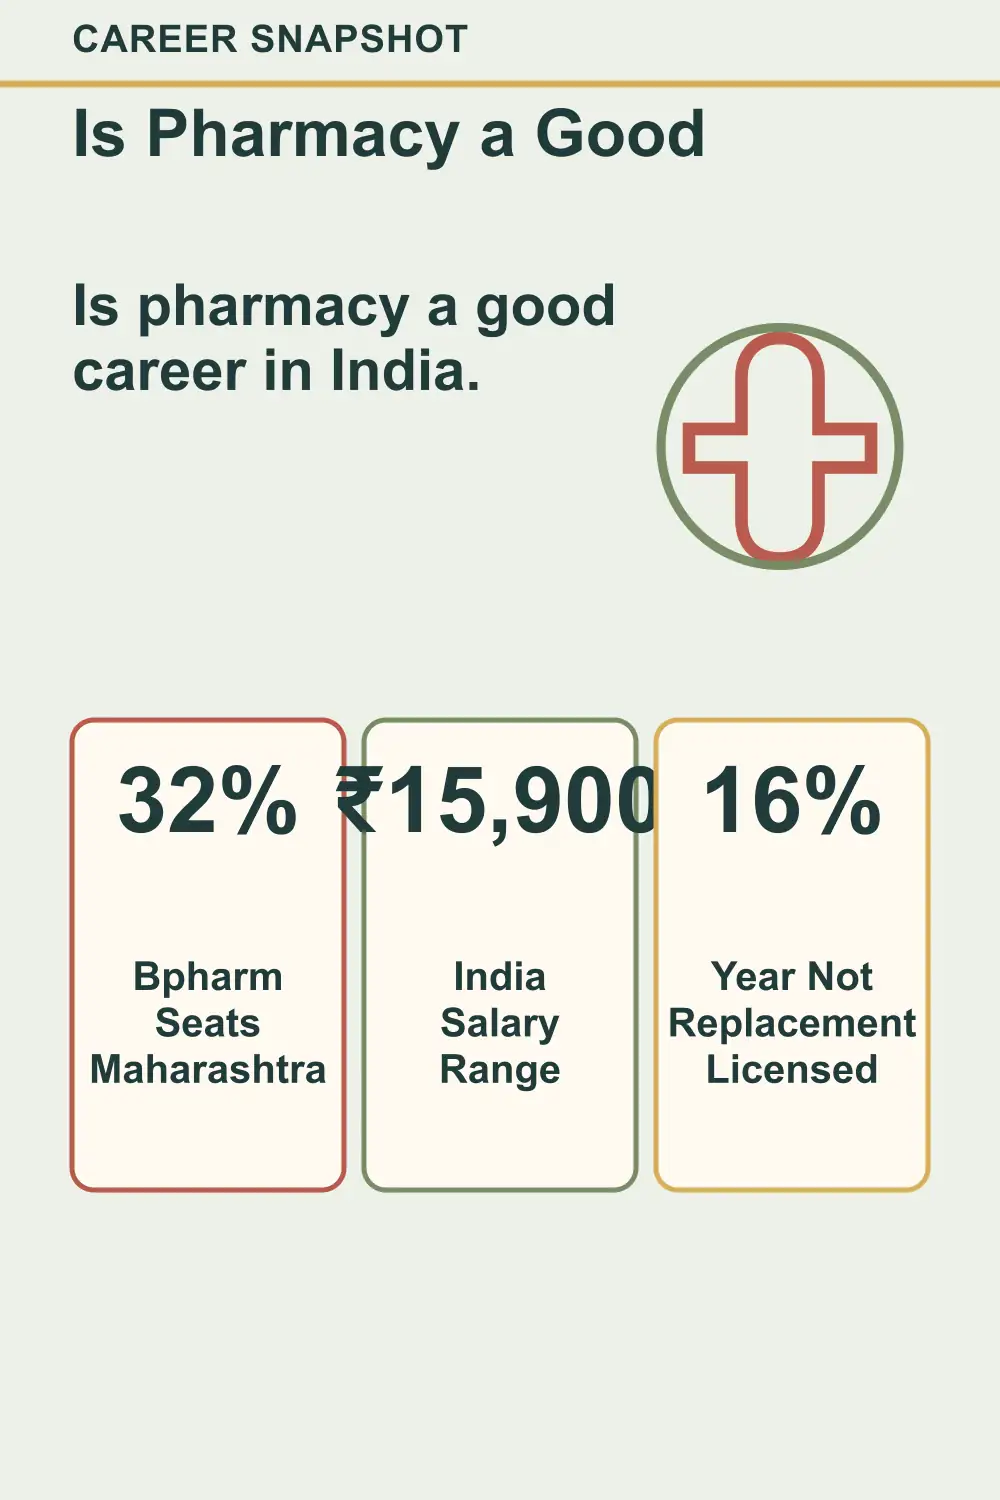 CAREER SNAPSHOT
Is Pharmacy a Good
Is pharmacy a good
career in India.
32%
Bpharm
Seats
Maharashtra
₹15,900
India
Salary
Range
16%
Year Not
Replacement
Licensed